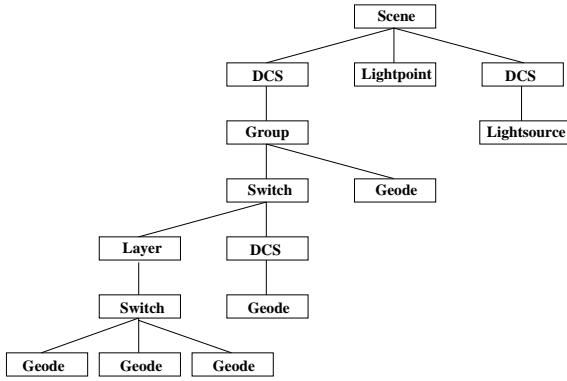 Scene
DCS Lightpoint DCS
Group Lightsource
Switch Geode
Layer DCS
Switch Geode
Geode Geode Geode